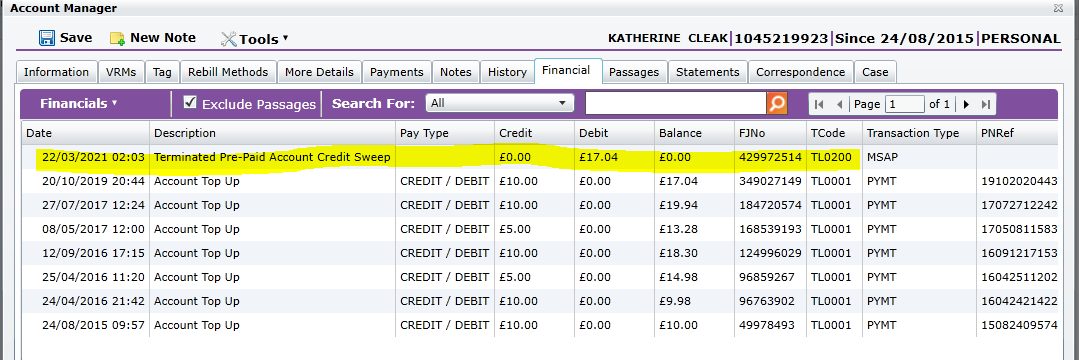 Account Manager
Save New Note Tools KATHERINE CLEAK|1045219923|Since 24/08/2015|PERSONAL
Information VRMs Tag Rebill Methods More Details Payments Notes History Financial Passages Statements Correspondence Case
Financials Exclude Passages Search For: All Page 1 of 1
Date Description Pay Type Credit Debit Balance FJNo TCode Transaction Type PNRef
22/03/2021 02:03 Terminated Pre-Paid Account Credit Sweep £0.00 £17.04 £0.00 429972514 TL0200 MSAP
20/10/2019 20:44 Account Top Up CREDIT / DEBIT £10.00 £0.00 £17.04 349027149 TL0001 PYMT 19102020443
27/07/2017 12:24 Account Top Up CREDIT / DEBIT £10.00 £0.00 £19.94 184720574 TL0001 PYMT 17072712242
08/05/2017 12:00 Account Top Up CREDIT / DEBIT £5.00 £0.00 £13.28 168539193 TL0001 PYMT 17050811583
12/09/2016 17:15 Account Top Up CREDIT / DEBIT £10.00 £0.00 £18.30 124996029 TL0001 PYMT 16091217153
25/04/2016 11:20 Account Top Up CREDIT / DEBIT £5.00 £0.00 £14.98 96859267 TL0001 PYMT 16042511202
24/04/2016 21:42 Account Top Up CREDIT / DEBIT £10.00 £0.00 £9.98 96763902 TL0001 PYMT 16042421422
24/08/2015 09:57 Account Top Up CREDIT / DEBIT £10.00 £0.00 £10.00 49978493 TL0001 PYMT 15082409574